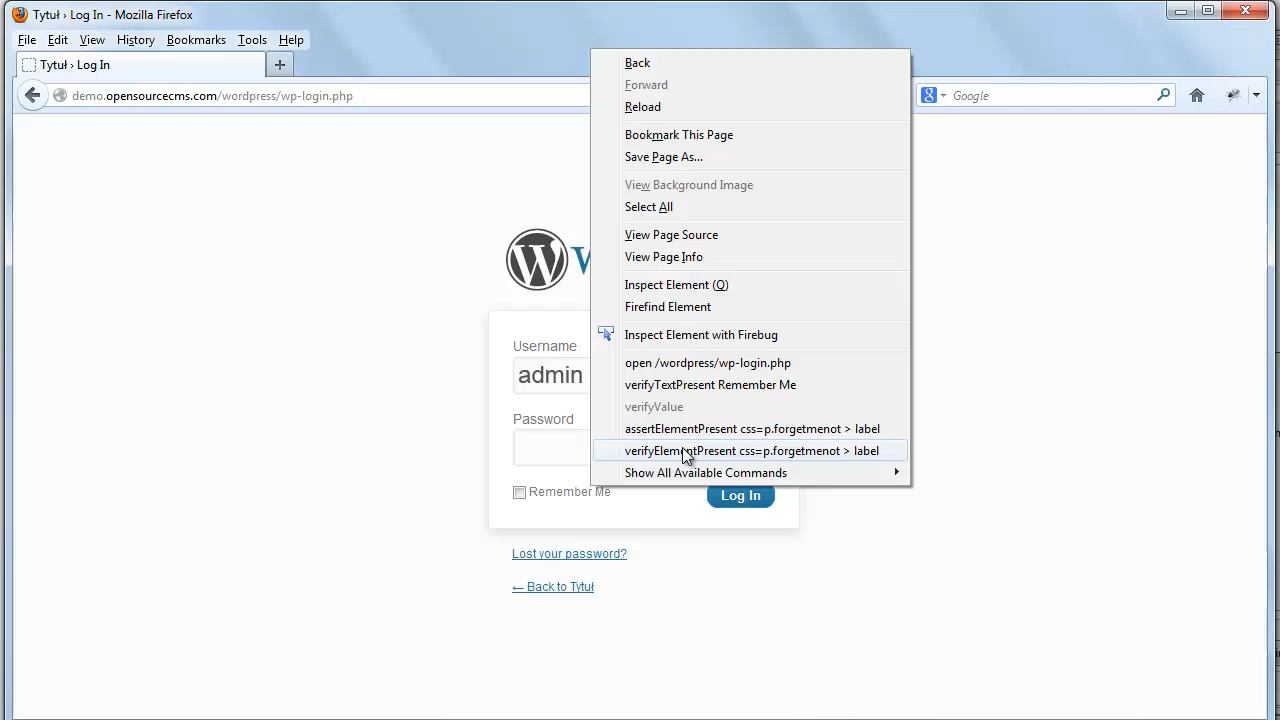 Tytuł › Log In - Mozilla Firefox
File Edit View History Bookmarks Tools Help
Tytuł › Log In
demo.opensourcecms.com/wordpress/wp-login.php
Google
Back
Forward
Reload
Bookmark This Page
Save Page As...
View Background Image
Select All
View Page Source
View Page Info
Inspect Element (Q)
Firefind Element
Inspect Element with Firebug
open /wordpress/wp-login.php
verifyTextPresent Remember Me
verifyValue
assertElementPresent css=p.forgetmenot > label
verifyElementPresent css=p.forgetmenot > label
Show All Available Commands
W
Username
admin
Password
Remember Me
Log In
Lost your password?
← Back to Tytuł